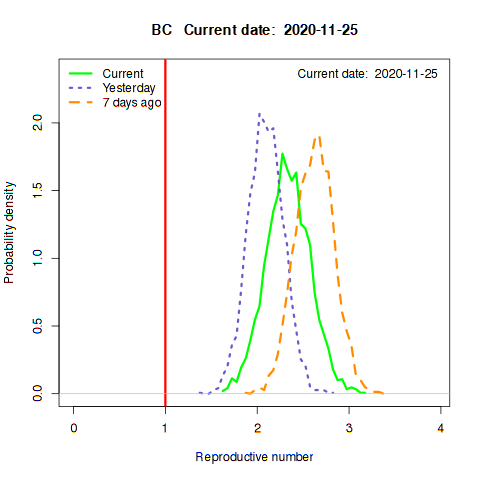 BC Current date: 2020-11-25
Current
Yesterday
7 days ago
Current date: 2020-11-25
Probability density
2.0
1.5
1.0
0.5
0.0
0 1 2 3 4
Reproductive number